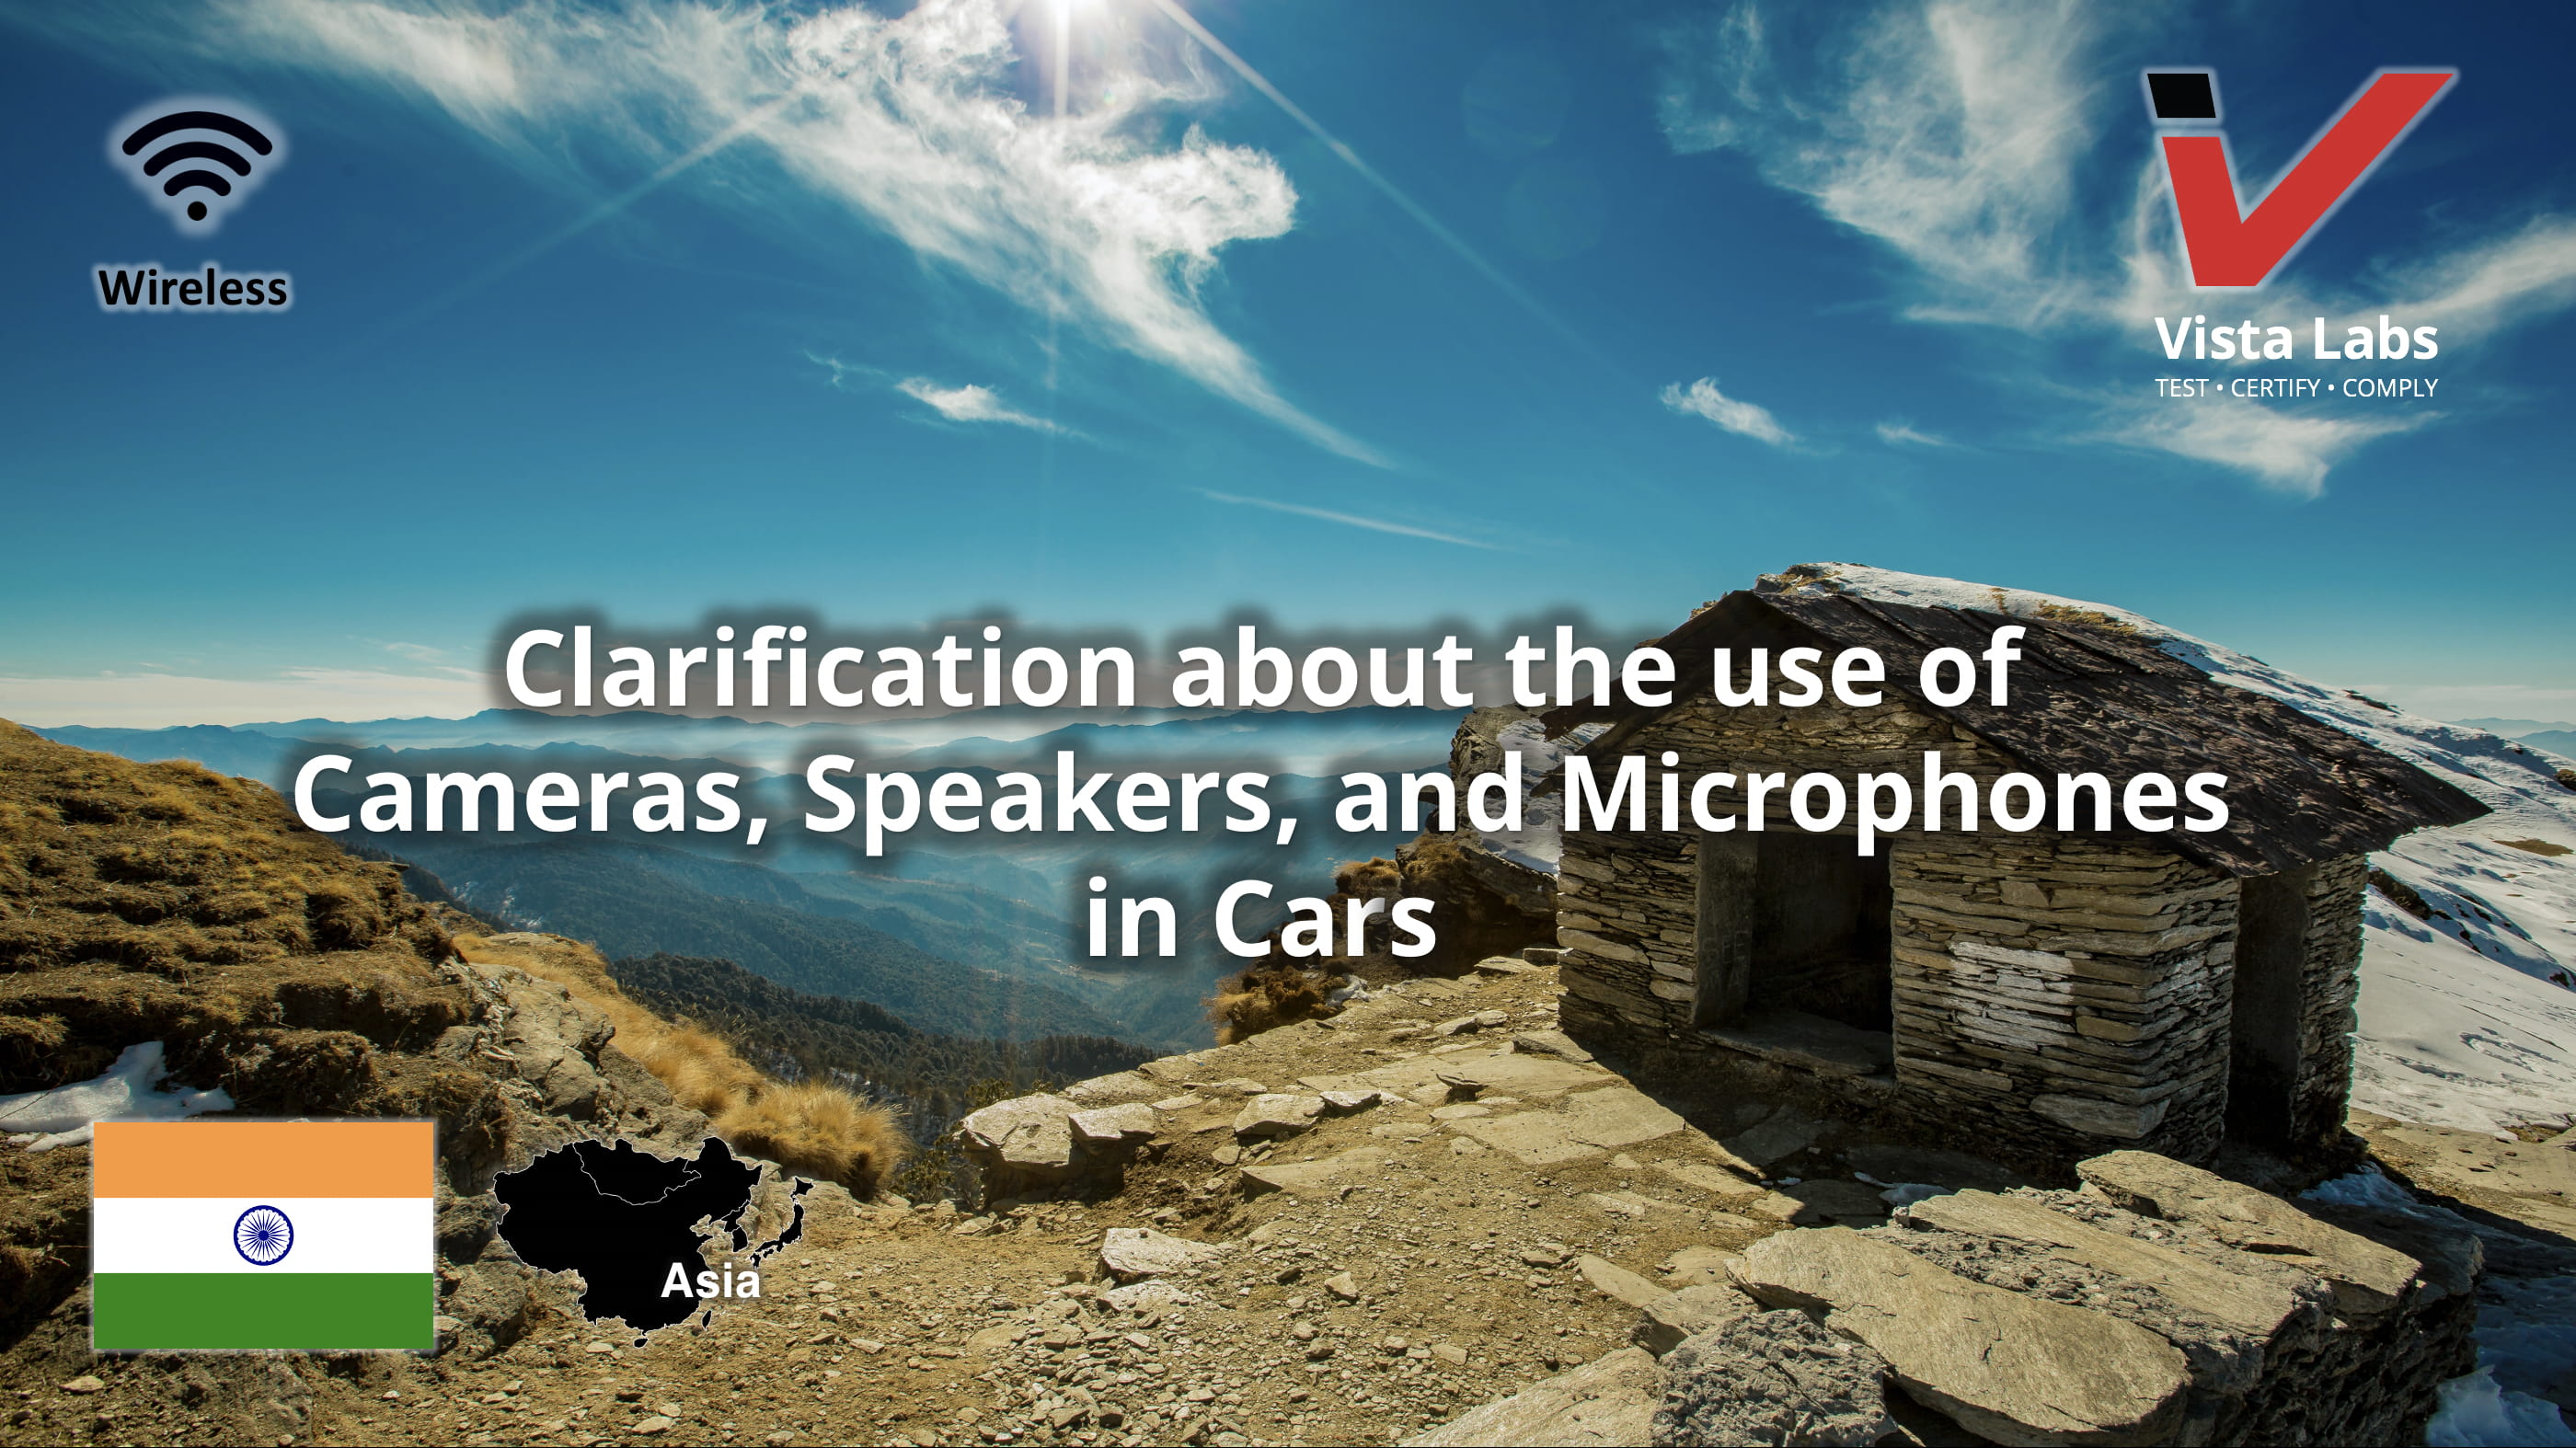 Wireless
Vista Labs
TEST • CERTIFY • COMPLY
Clarification about the use of
Cameras, Speakers, and Microphones
in Cars
Asia